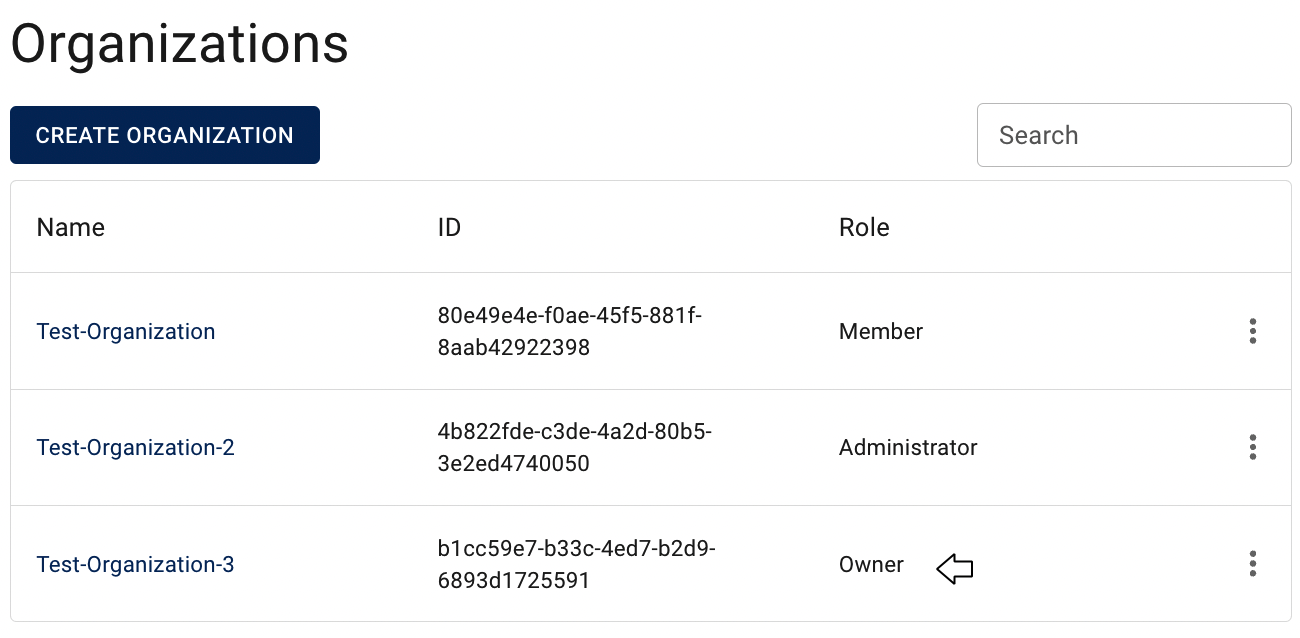 Organizations
CREATE ORGANIZATION
Search
Name ID Role
Test-Organization 80e49e4e-f0ae-45f5-881f- Member
8aab42922398
Test-Organization-2 4b822fde-c3de-4a2d-80b5- Administrator
3e2ed4740050
Test-Organization-3 b1cc59e7-b33c-4ed7-b2d9- Owner
6893d1725591